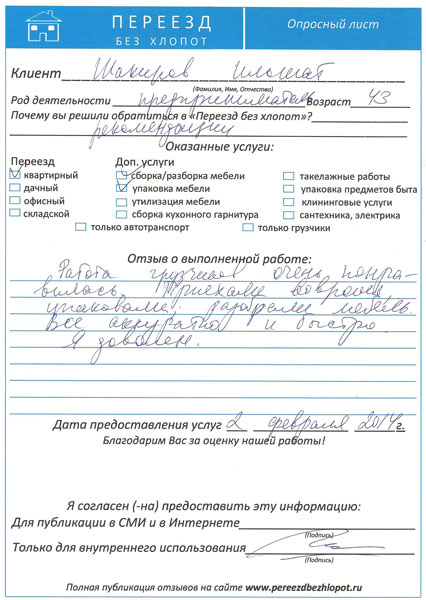 ПЕРЕЕЗД
БЕЗ ХЛОПОТ
Опросный лист
Клиент Шакиров Ильшат
(Фамилия, Имя, Отчество)
Род деятельности предприниматель Возраст 43
Почему вы решили обратиться в «Переезд без хлопот»?
рекомендации
Оказанные услуги:
Переезд Доп. услуги
квартирный сборка/разборка мебели такелажные работы
дачный упаковка мебели упаковка предметов быта
офисный утилизация мебели клининговые услуги
складской сборка кухонного гарнитура сантехника, электрика
только автотранспорт только грузчики
Отзыв о выполненной работе:
Работа грузчиков очень понра-
вилась. Приехали вовремя,
упаковали, разобрали мебель.
Все аккуратно и быстро.
Я доволен.
Дата предоставления услуг 2 февраля 2014 г.
Благодарим Вас за оценку нашей работы!
Я согласен (-на) предоставить эту информацию:
Для публикации в СМИ и в Интернете
(Подпись)
Только для внутреннего использования
(Подпись)
Полная публикация отзывов на сайте www.pereezdbezhlopot.ru